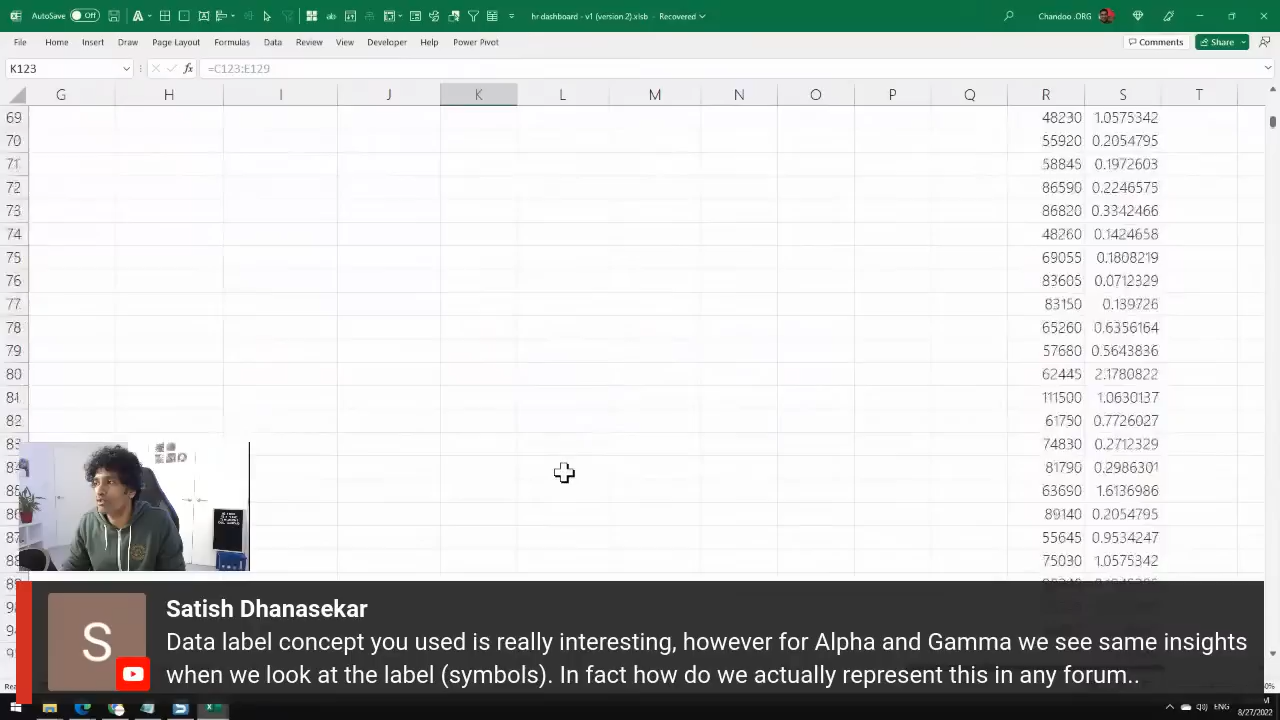 AutoSave Off
hr dashboard - v1 (version 2).xlsb - Recovered
Chandoo .ORG
File Home Insert Draw Page Layout Formulas Data Review View Developer Help Power Pivot
Comments Share
K123 fx =C123:E129
G H I J K L M N O P Q R S T
69 48230 1.0575342
70 55920 0.2054795
71 58845 0.1972603
72 86590 0.2246575
73 86820 0.3342466
74 48260 0.1424658
75 69055 0.1808219
76 83605 0.0712329
77 83150 0.139726
78 65260 0.6356164
79 57680 0.5643836
80 62445 2.1780822
81 111500 1.0630137
82 61750 0.7726027
83 74830 0.2712329
81790 0.2986301
63690 1.6136986
89140 0.2054795
55645 0.9534247
75030 1.0575342
S
Satish Dhanasekar
Data label concept you used is really interesting, however for Alpha and Gamma we see same insights
when we look at the label (symbols). In fact how do we actually represent this in any forum..
ENG
8/27/2022